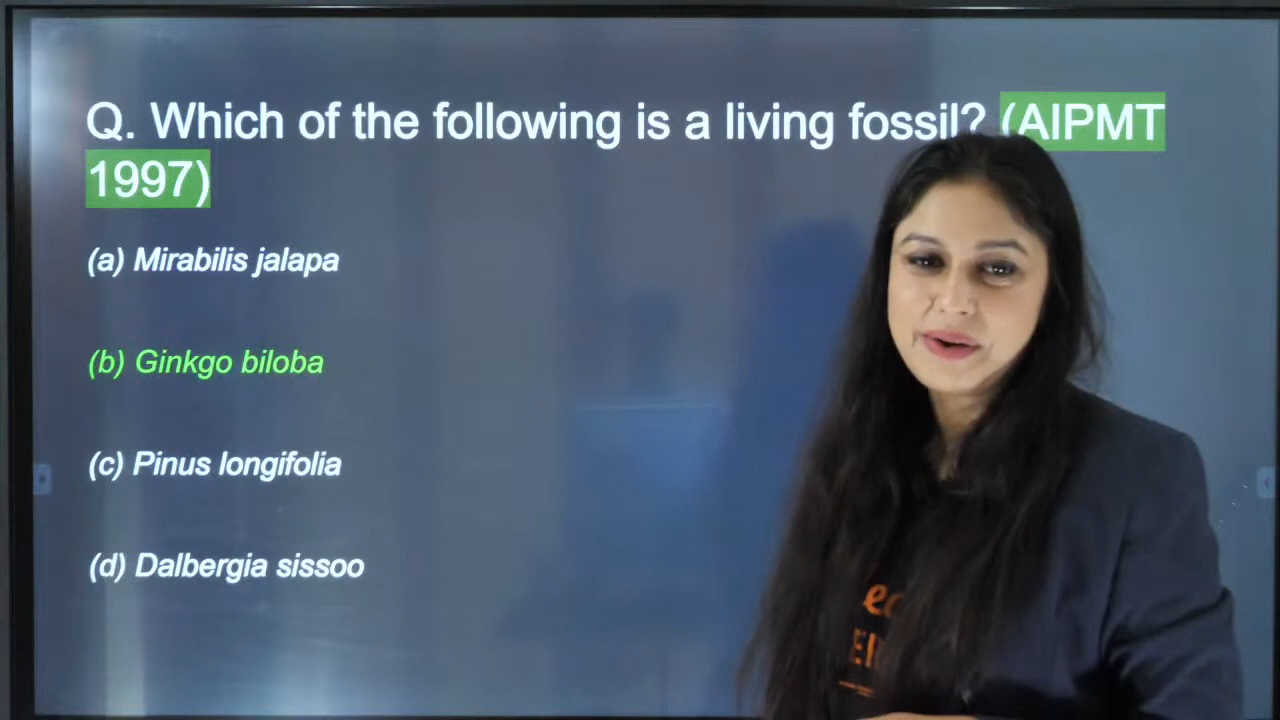 Q. Which of the following is a living fossil? (AIPMT
1997)
(a) Mirabilis jalapa
(b) Ginkgo biloba
(c) Pinus longifolia
(d) Dalbergia sissoo